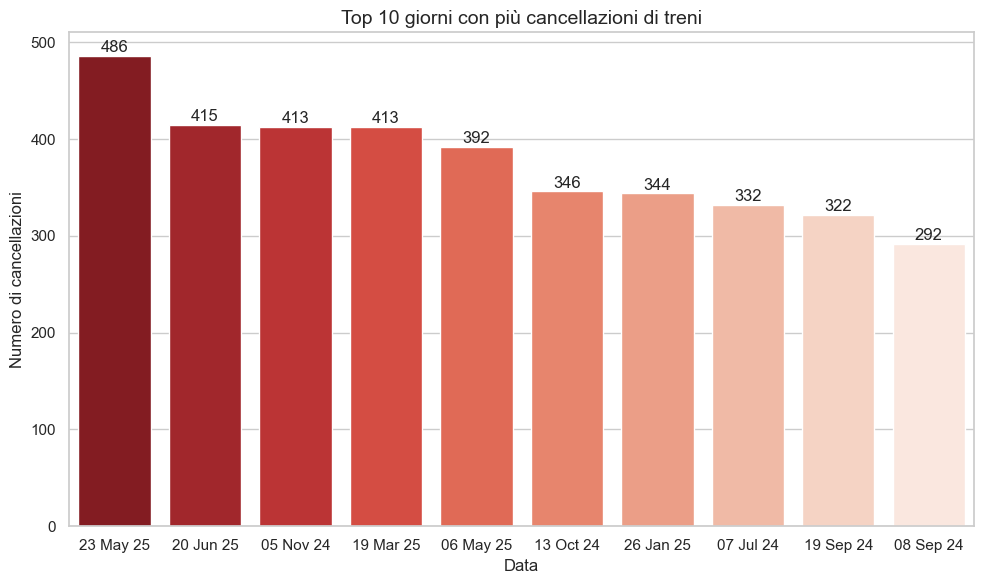 Top 10 giorni con più cancellazioni di treni
500
400
300
200
100
0
Numero di cancellazioni
486
415
413
413
392
346
344
332
322
292
23 May 25
20 Jun 25
05 Nov 24
19 Mar 25
06 May 25
13 Oct 24
26 Jan 25
07 Jul 24
19 Sep 24
08 Sep 24
Data